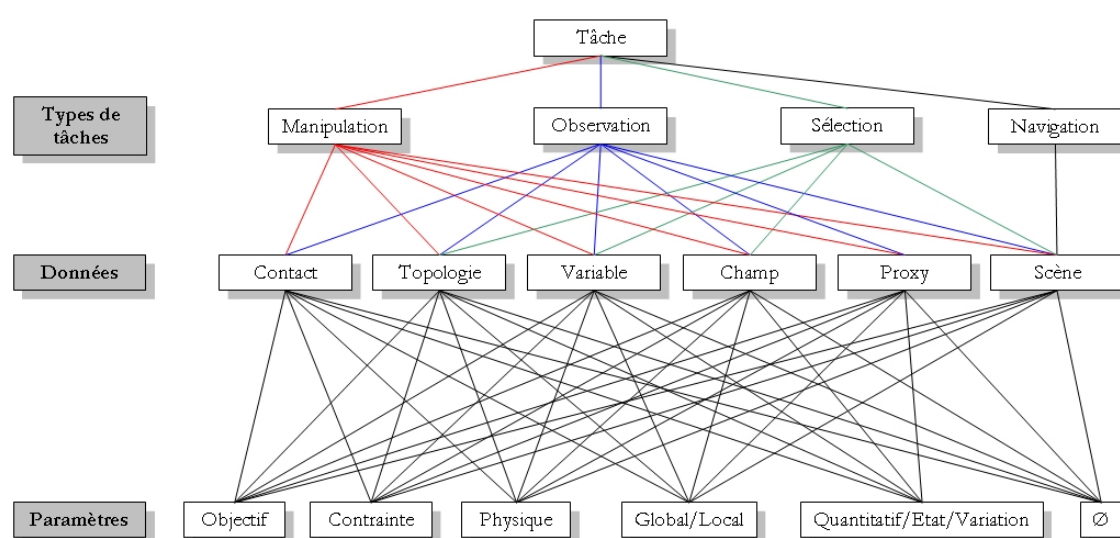 Tâche
Types de
tâches
Manipulation
Observation
Sélection
Navigation
Données
Contact
Topologie
Variable
Champ
Proxy
Scène
Paramètres
Objectif
Contrainte
Physique
Global/Local
Quantitatif/Etat/Variation
Ø